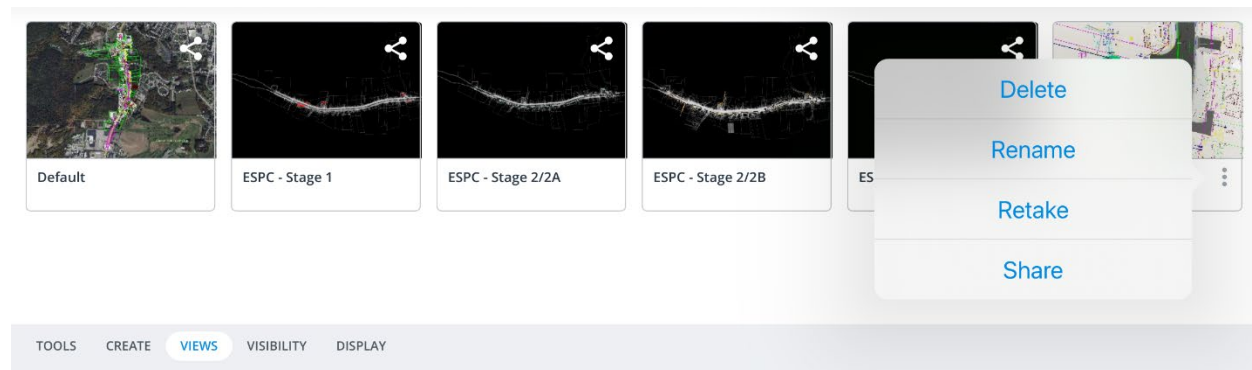 Default
ESPC - Stage 1
ESPC - Stage 2/2A
ESPC - Stage 2/2B
ES
Delete
Rename
Retake
Share
TOOLS CREATE VIEWS VISIBILITY DISPLAY